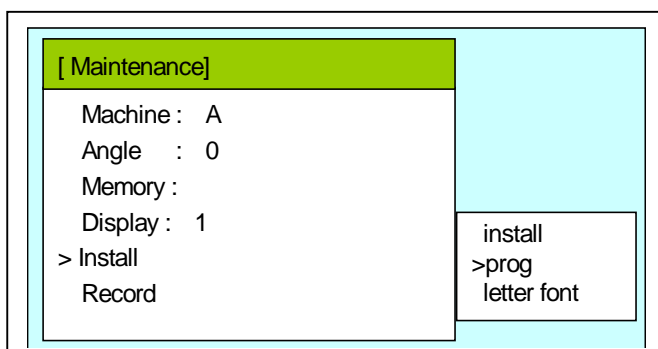 [ Maintenance]
Machine : A
Angle : 0
Memory :
Display : 1
> Install
Record
install
>prog
letter font